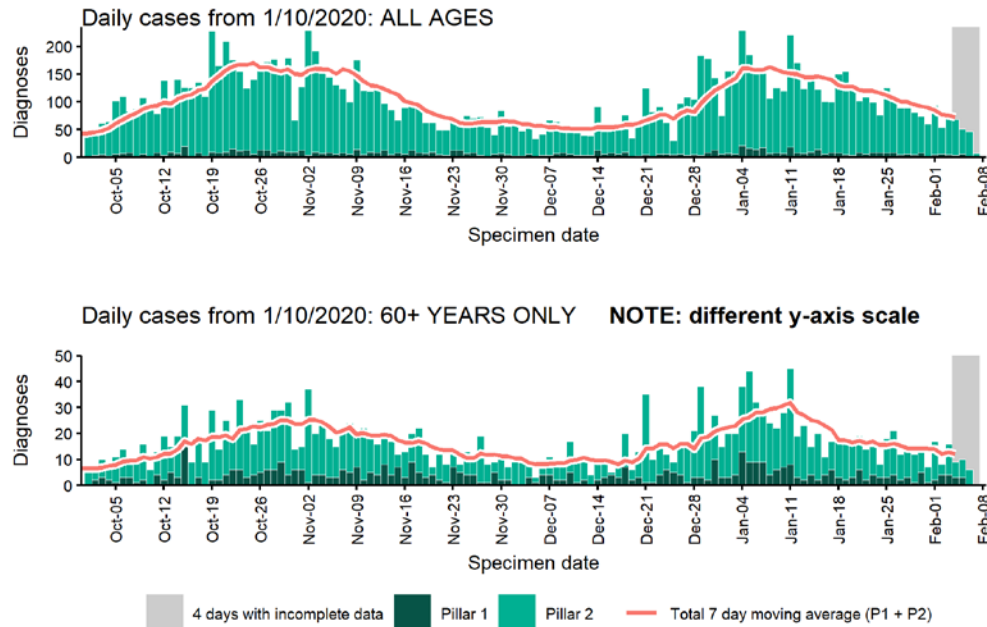 Daily cases from 1/10/2020: ALL AGES
Diagnoses
200
150
100
50
0
Oct-05
Oct-12
Oct-19
Oct-26
Nov-02
Nov-09
Nov-16
Nov-23
Nov-30
Dec-07
Dec-14
Dec-21
Dec-28
Jan-04
Jan-11
Jan-18
Jan-25
Feb-01
Feb-08
Specimen date
Daily cases from 1/10/2020: 60+ YEARS ONLY NOTE: different y-axis scale
Diagnoses
50
40
30
20
10
0
Oct-05
Oct-12
Oct-19
Oct-26
Nov-02
Nov-09
Nov-16
Nov-23
Nov-30
Dec-07
Dec-14
Dec-21
Dec-28
Jan-04
Jan-11
Jan-18
Jan-25
Feb-01
Feb-08
Specimen date
4 days with incomplete data
Pillar 1
Pillar 2
Total 7 day moving average (P1 + P2)